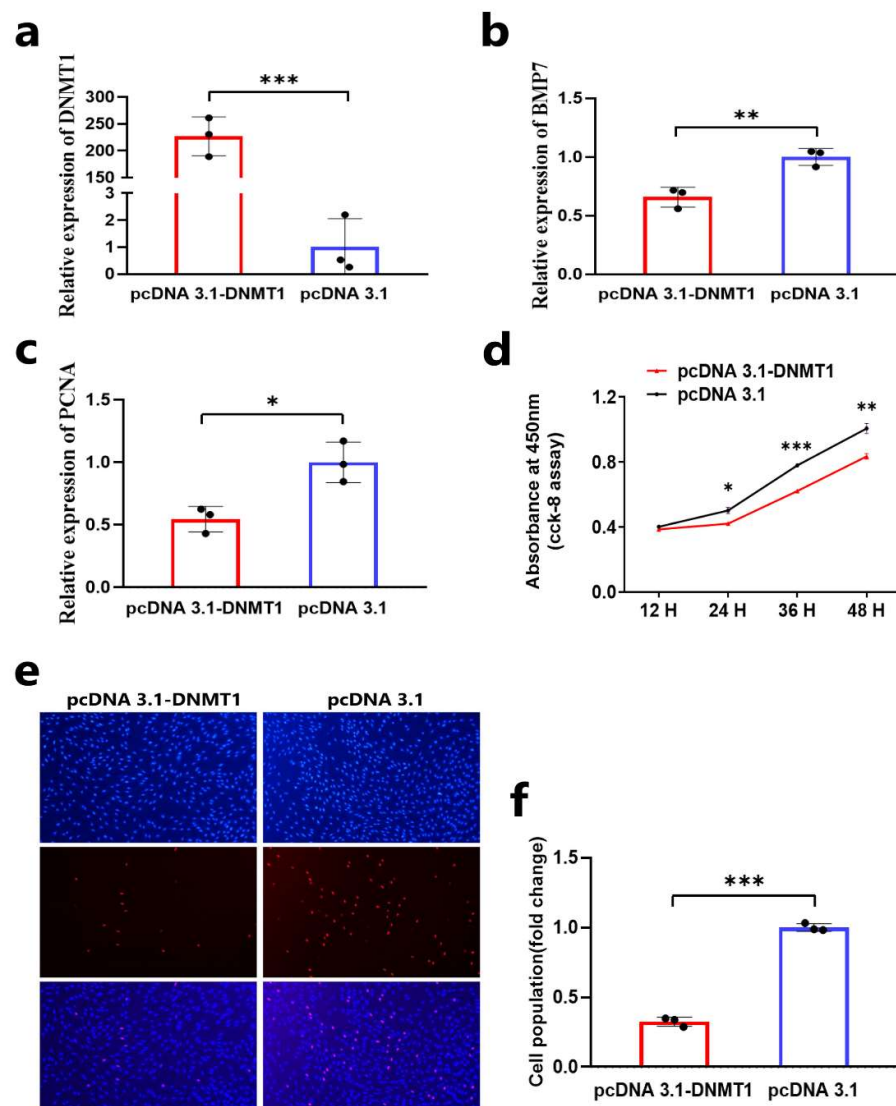 a
Relative expression of DNMT1
300
250
200
150
3
2
1
0
***
pcDNA 3.1-DNMT1
pcDNA 3.1
b
Relative expression of BMP7
1.5
1.0
0.5
0.0
**
pcDNA 3.1-DNMT1
pcDNA 3.1
c
Relative expression of PCNA
1.5
1.0
0.5
0.0
*
pcDNA 3.1-DNMT1
pcDNA 3.1
d
pcDNA 3.1-DNMT1
pcDNA 3.1
Absorbance at 450nm
(cck-8 assay)
1.2
0.8
0.4
0.0
*
***
**
12 H
24 H
36 H
48 H
e
pcDNA 3.1-DNMT1
pcDNA 3.1
f
Cell population(fold change)
1.5
1.0
0.5
0.0
***
pcDNA 3.1-DNMT1
pcDNA 3.1